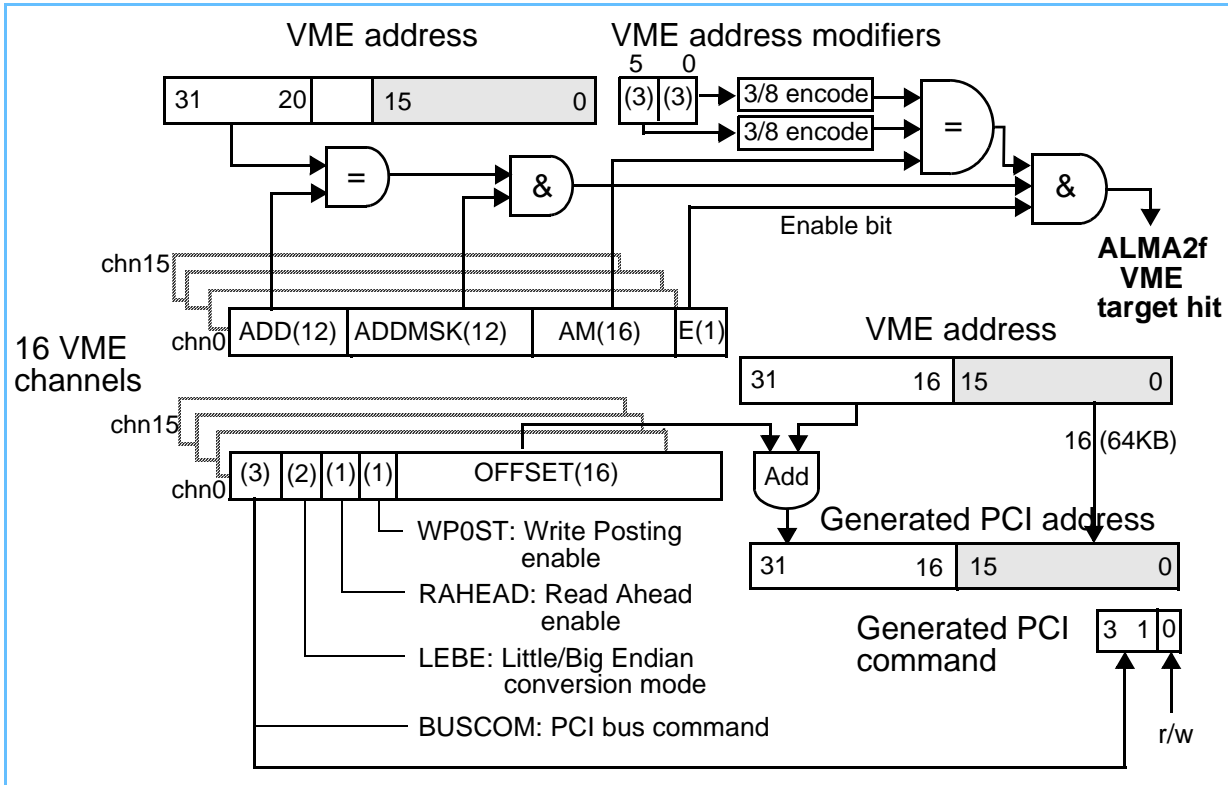 VME address
VME address modifiers
5 0
31 20 15 0
(3) (3)
3/8 encode
3/8 encode
=
=
&
&
Enable bit
ALMA2f
VME
target hit
chn15
chn0
ADD(12) ADDMSK(12) AM(16) E(1)
16 VME
channels
VME address
31 16 15 0
chn15
chn0
(3) (2) (1) (1) OFFSET(16)
16 (64KB)
Add
WP0ST: Write Posting
enable
Generated PCI address
31 16 15 0
RAHEAD: Read Ahead
enable
Generated PCI
command
3 1 0
LEBE: Little/Big Endian
conversion mode
BUSCOM: PCI bus command
r/w